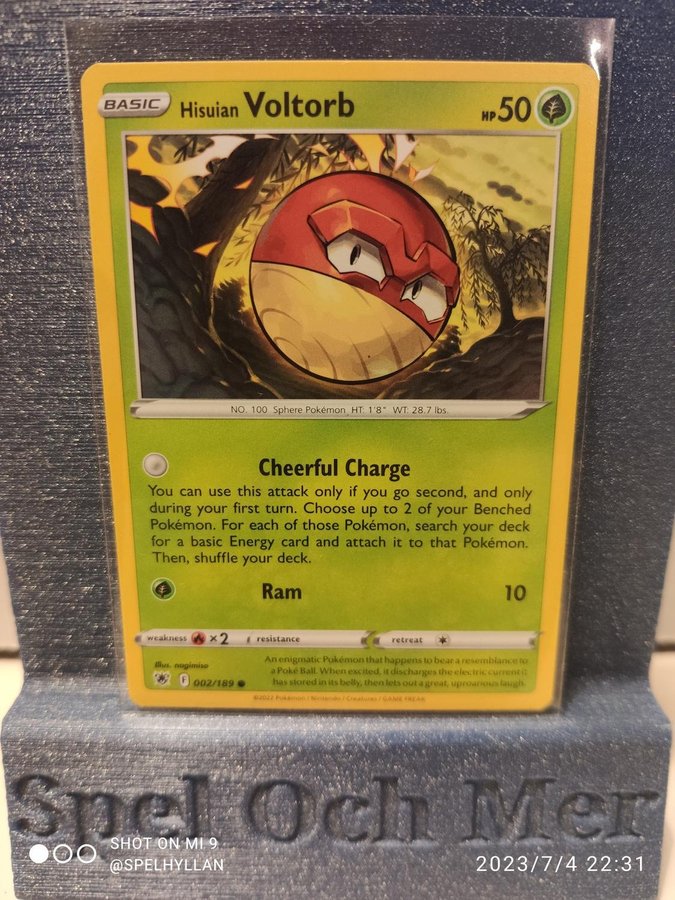 BASIC Hisuian Voltorb HP 50
NO. 100 Sphere Pokémon HT: 1'8" WT: 28.7 lbs.
Cheerful Charge
You can use this attack only if you go second, and only
during your first turn. Choose up to 2 of your Benched
Pokémon. For each of those Pokémon, search your deck
for a basic Energy card and attach it to that Pokémon.
Then, shuffle your deck.
Ram 10
weakness ×2 resistance retreat
Illus. nagimiso
F 002/189
An enigmatic Pokémon that happens to bear a resemblance to
a Poké Ball. When excited, it discharges the electric current it
has stored in its belly, then lets out a great, uproarious laugh.
©2022 Pokémon / Nintendo / Creatures / GAME FREAK
Spel Och Mer
SHOT ON MI 9
@SPELHYLLAN
2023/7/4 22:31